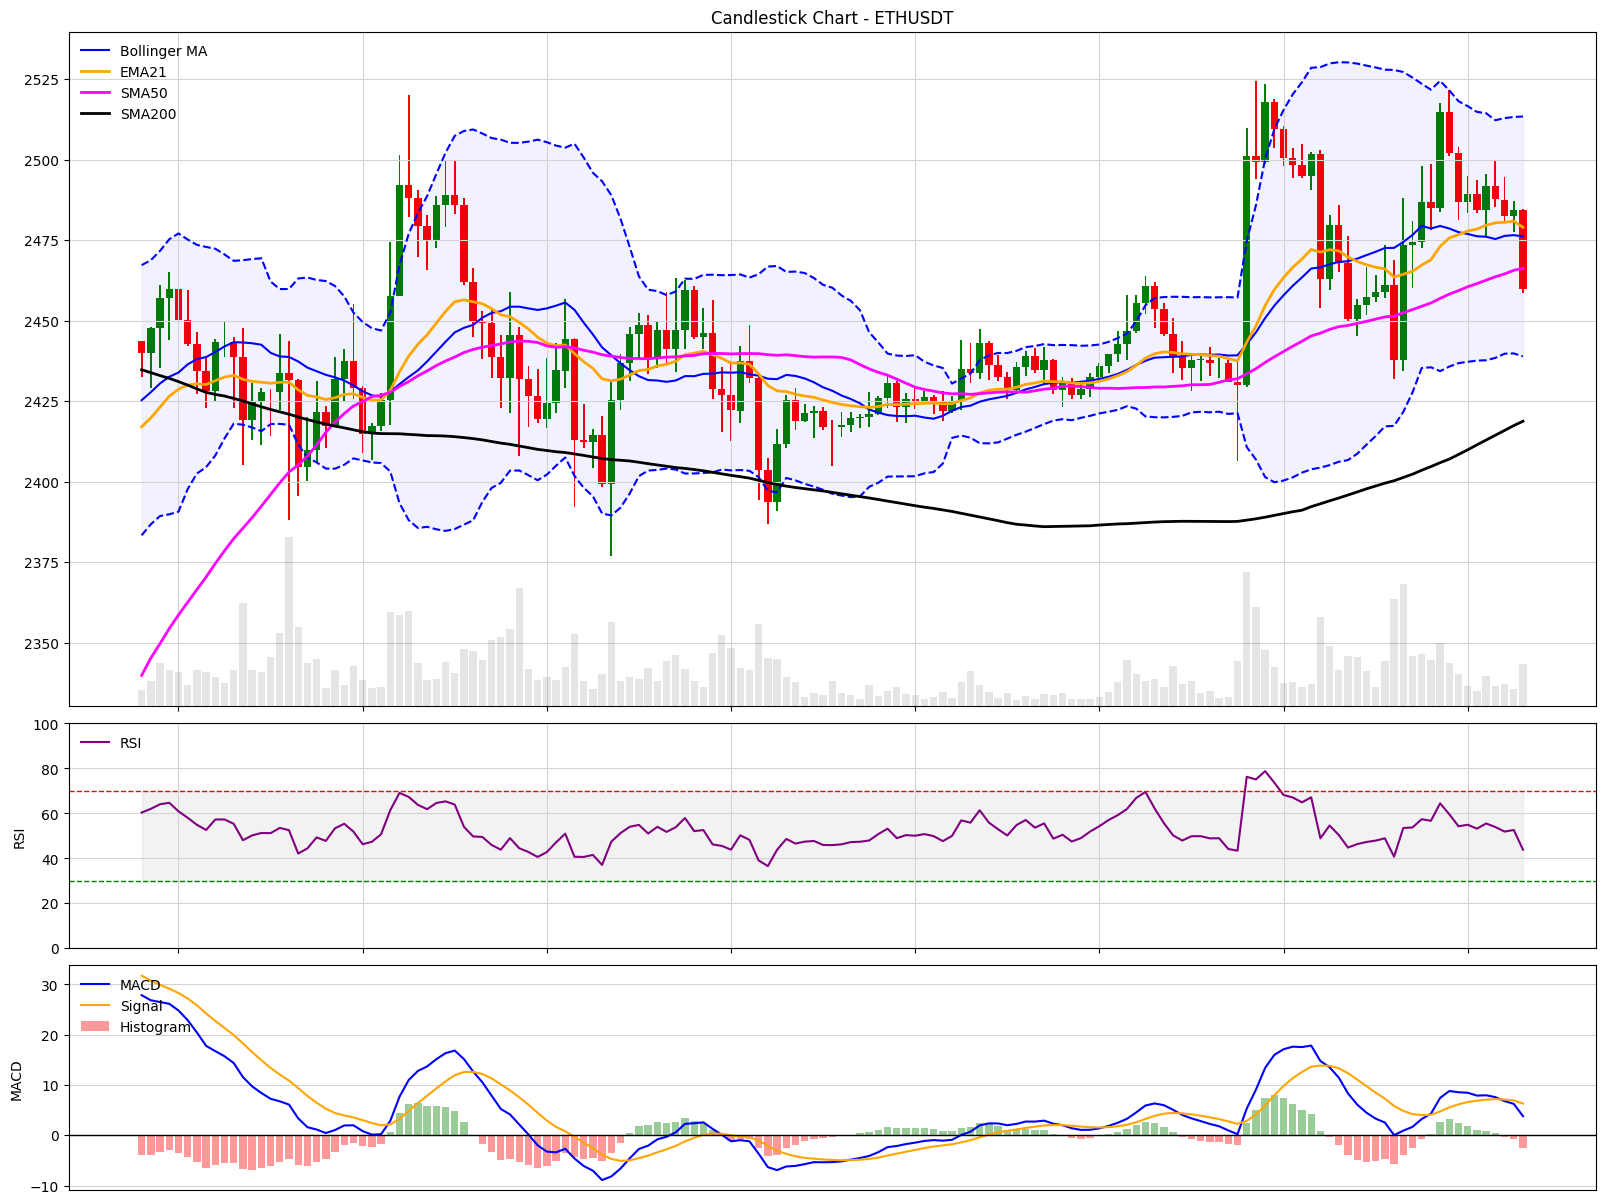 Candlestick Chart - ETHUSDT
Bollinger MA
EMA21
SMA50
SMA200
2525
2500
2475
2450
2425
2400
2375
2350
RSI
100
80
60
40
20
0
RSI
MACD
Signal
Histogram
30
20
10
0
−10
MACD